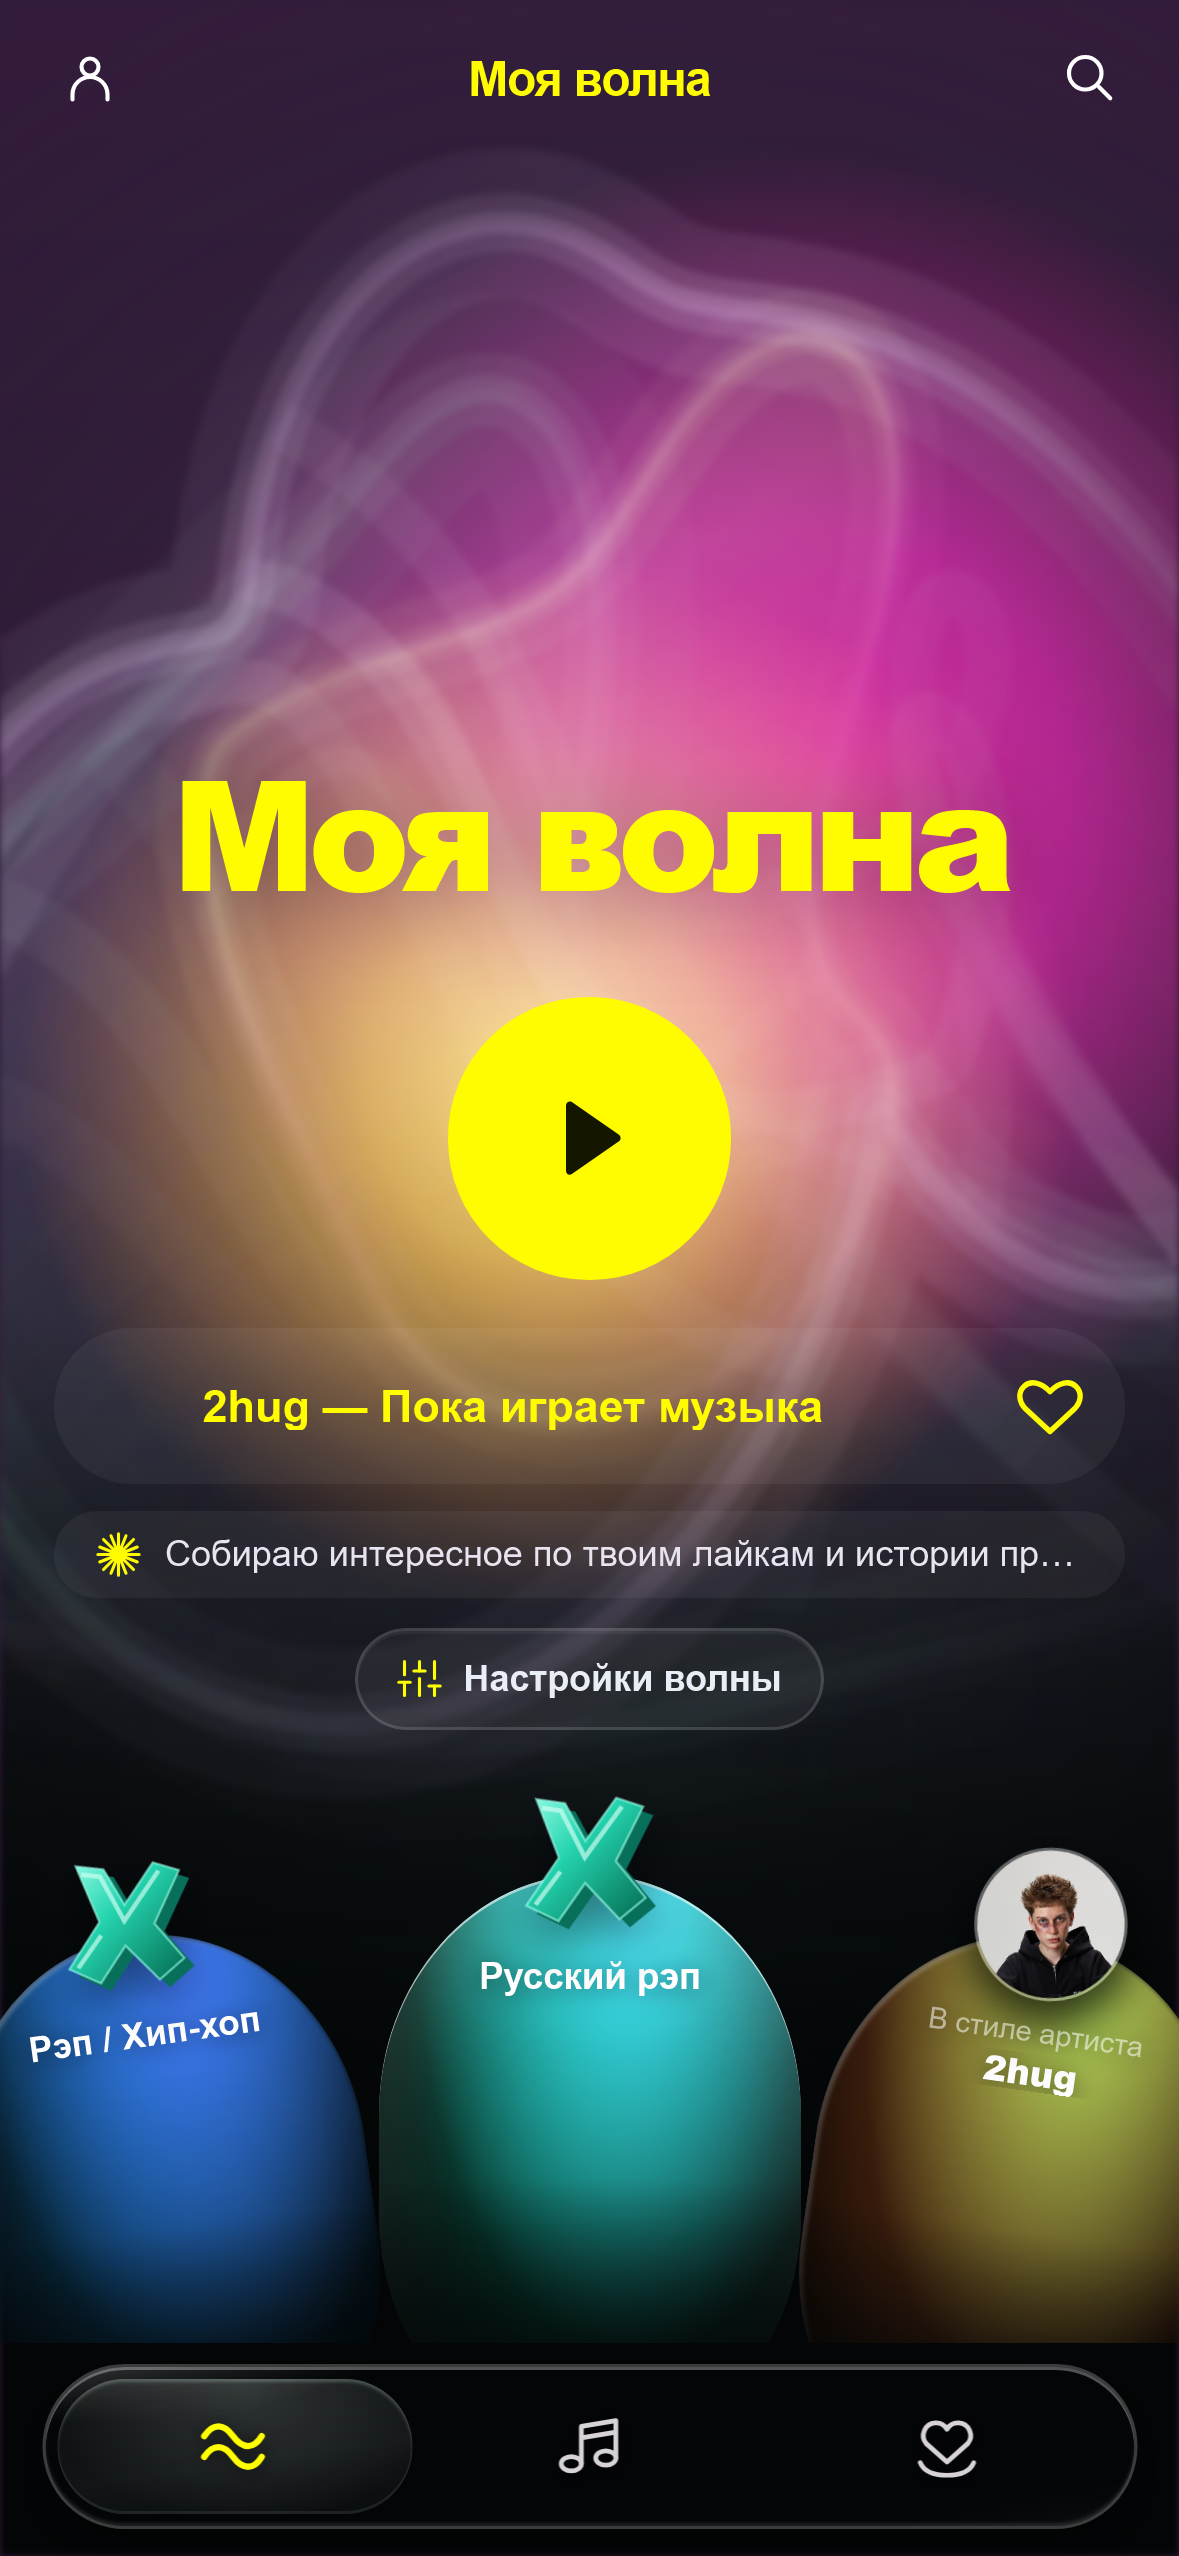 Моя волна
Моя волна
2hug — Пока играет музыка
Собираю интересное по твоим лайкам и истории пр…
Настройки волны
Рэп / Хип-хоп
Русский рэп
В стиле артиста
2hug